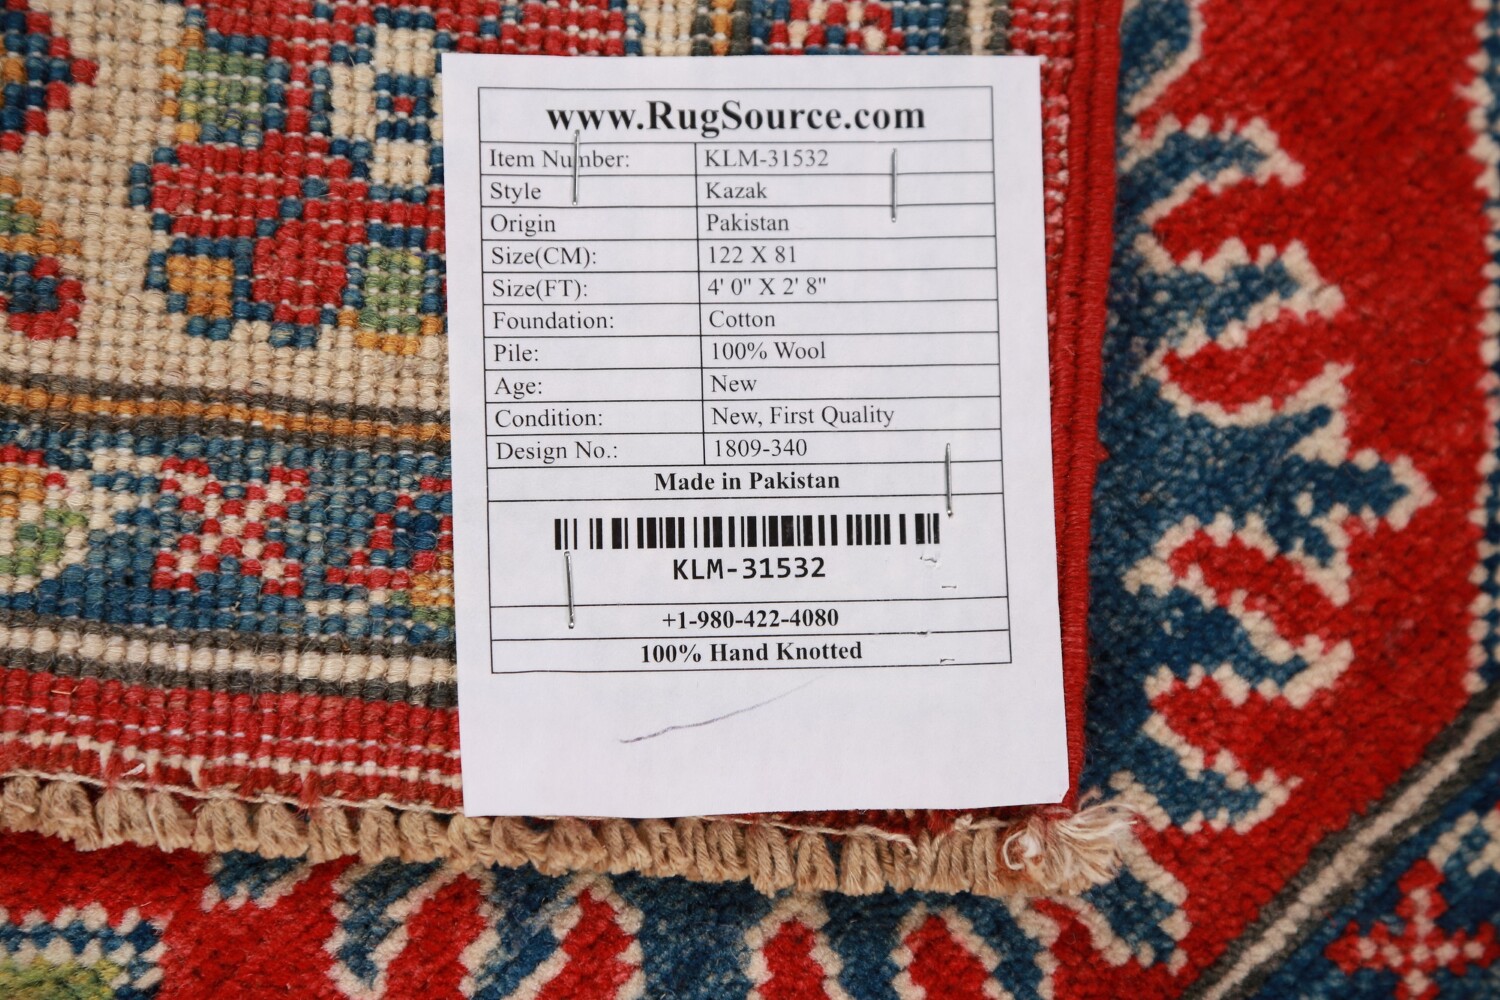 www.RugSource.com
Item Number: KLM-31532
Style Kazak
Origin Pakistan
Size(CM): 122 X 81
Size(FT): 4' 0" X 2' 8"
Foundation: Cotton
Pile: 100% Wool
Age: New
Condition: New, First Quality
Design No.: 1809-340
Made in Pakistan
KLM-31532
+1-980-422-4080
100% Hand Knotted